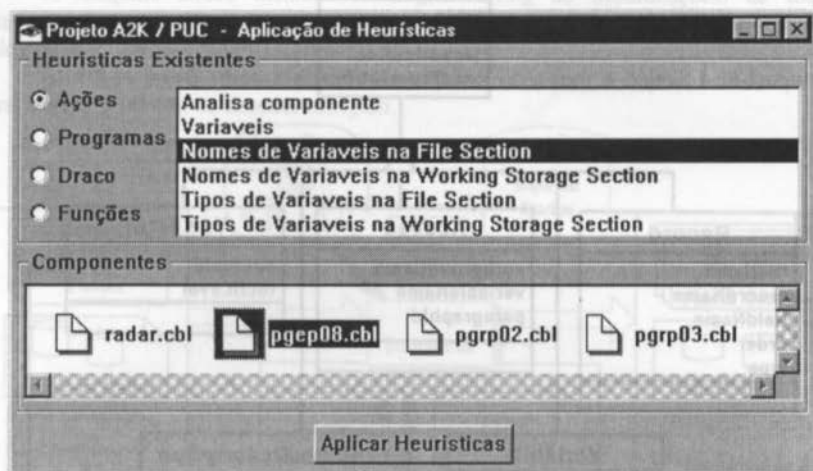 Projeto A2K / PUC - Aplicação de Heurísticas
Heurísticas Existentes
Ações
Programas
Draco
Funções
Analisa componente
Variaveis
Nomes de Variaveis na File Section
Nomes de Variaveis na Working Storage Section
Tipos de Variaveis na File Section
Tipos de Variaveis na Working Storage Section
Componentes
radar.cbl
pgep08.cbl
pgrp02.cbl
pgrp03.cbl
Aplicar Heurísticas